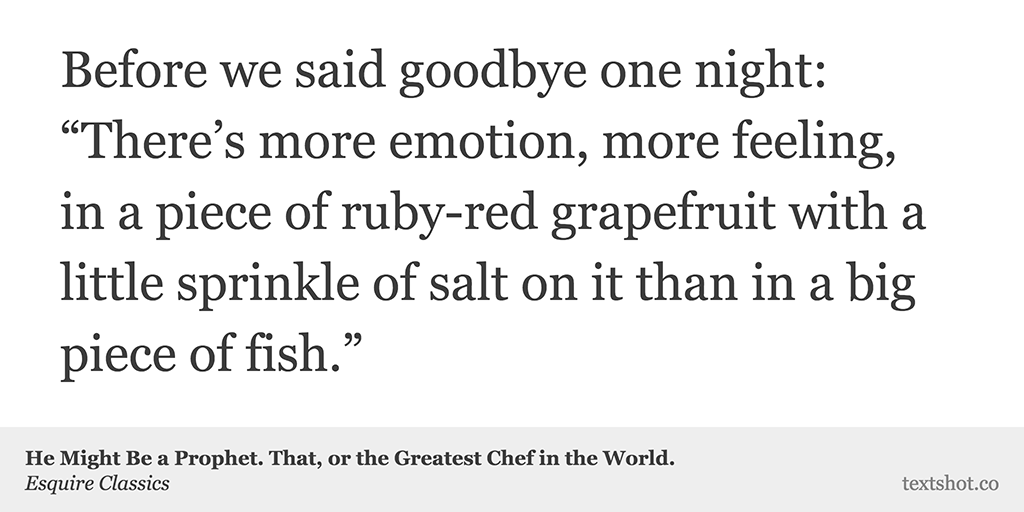 Before we said goodbye one night:
“There’s more emotion, more feeling,
in a piece of ruby-red grapefruit with a
little sprinkle of salt on it than in a big
piece of fish.”
He Might Be a Prophet. That, or the Greatest Chef in the World.
Esquire Classics
textshot.co